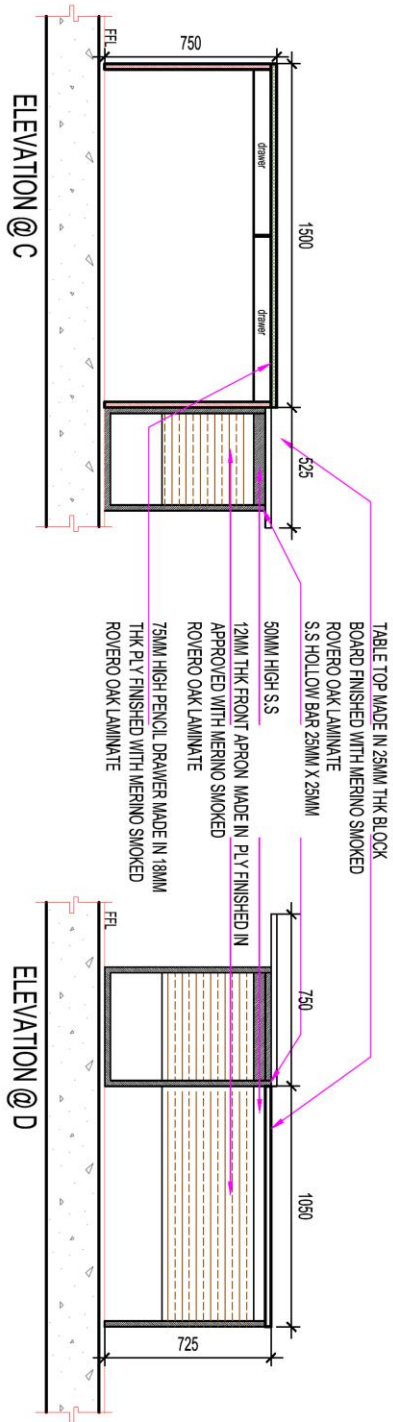 750
1500
525
FFL
drawer
drawer
ELEVATION @ C
TABLE TOP MADE IN 25MM THK BLOCK
BOARD FINISHED WITH MERINO SMOKED
ROVERO OAK LAMINATE
S.S HOLLOW BAR 25MM X 25MM
50MM HIGH S.S
12MM THK FRONT APRON MADE IN PLY FINISHED IN
APPROVED WITH MERINO SMOKED
ROVERO OAK LAMINATE
75MM HIGH PENCIL DRAWER MADE IN 18MM
THK PLY FINISHED WITH MERINO SMOKED
ROVERO OAK LAMINATE
750
1050
725
FFL
ELEVATION @ D